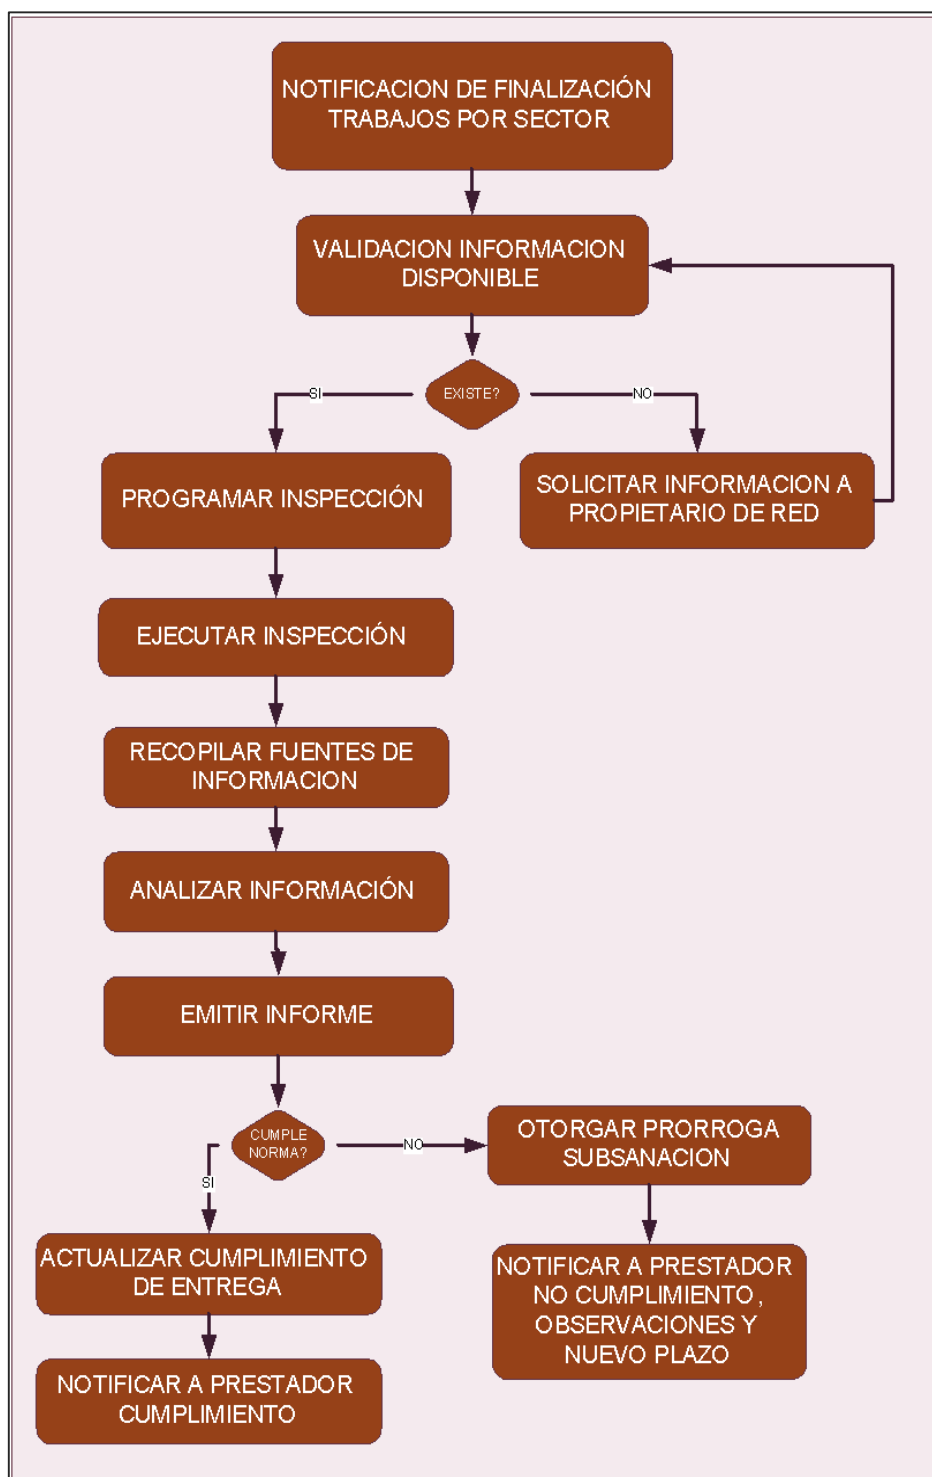 NOTIFICACION DE FINALIZACIÓN
TRABAJOS POR SECTOR
VALIDACION INFORMACION
DISPONIBLE
EXISTE?
SI
NO
PROGRAMAR INSPECCIÓN
SOLICITAR INFORMACION A
PROPIETARIO DE RED
EJECUTAR INSPECCIÓN
RECOPILAR FUENTES DE
INFORMACION
ANALIZAR INFORMACIÓN
EMITIR INFORME
CUMPLE
NORMA?
NO
OTORGAR PRORROGA
SUBSANACION
SI
ACTUALIZAR CUMPLIMIENTO
DE ENTREGA
NOTIFICAR A PRESTADOR
NO CUMPLIMIENTO ,
OBSERVACIONES Y
NUEVO PLAZO
NOTIFICAR A PRESTADOR
CUMPLIMIENTO